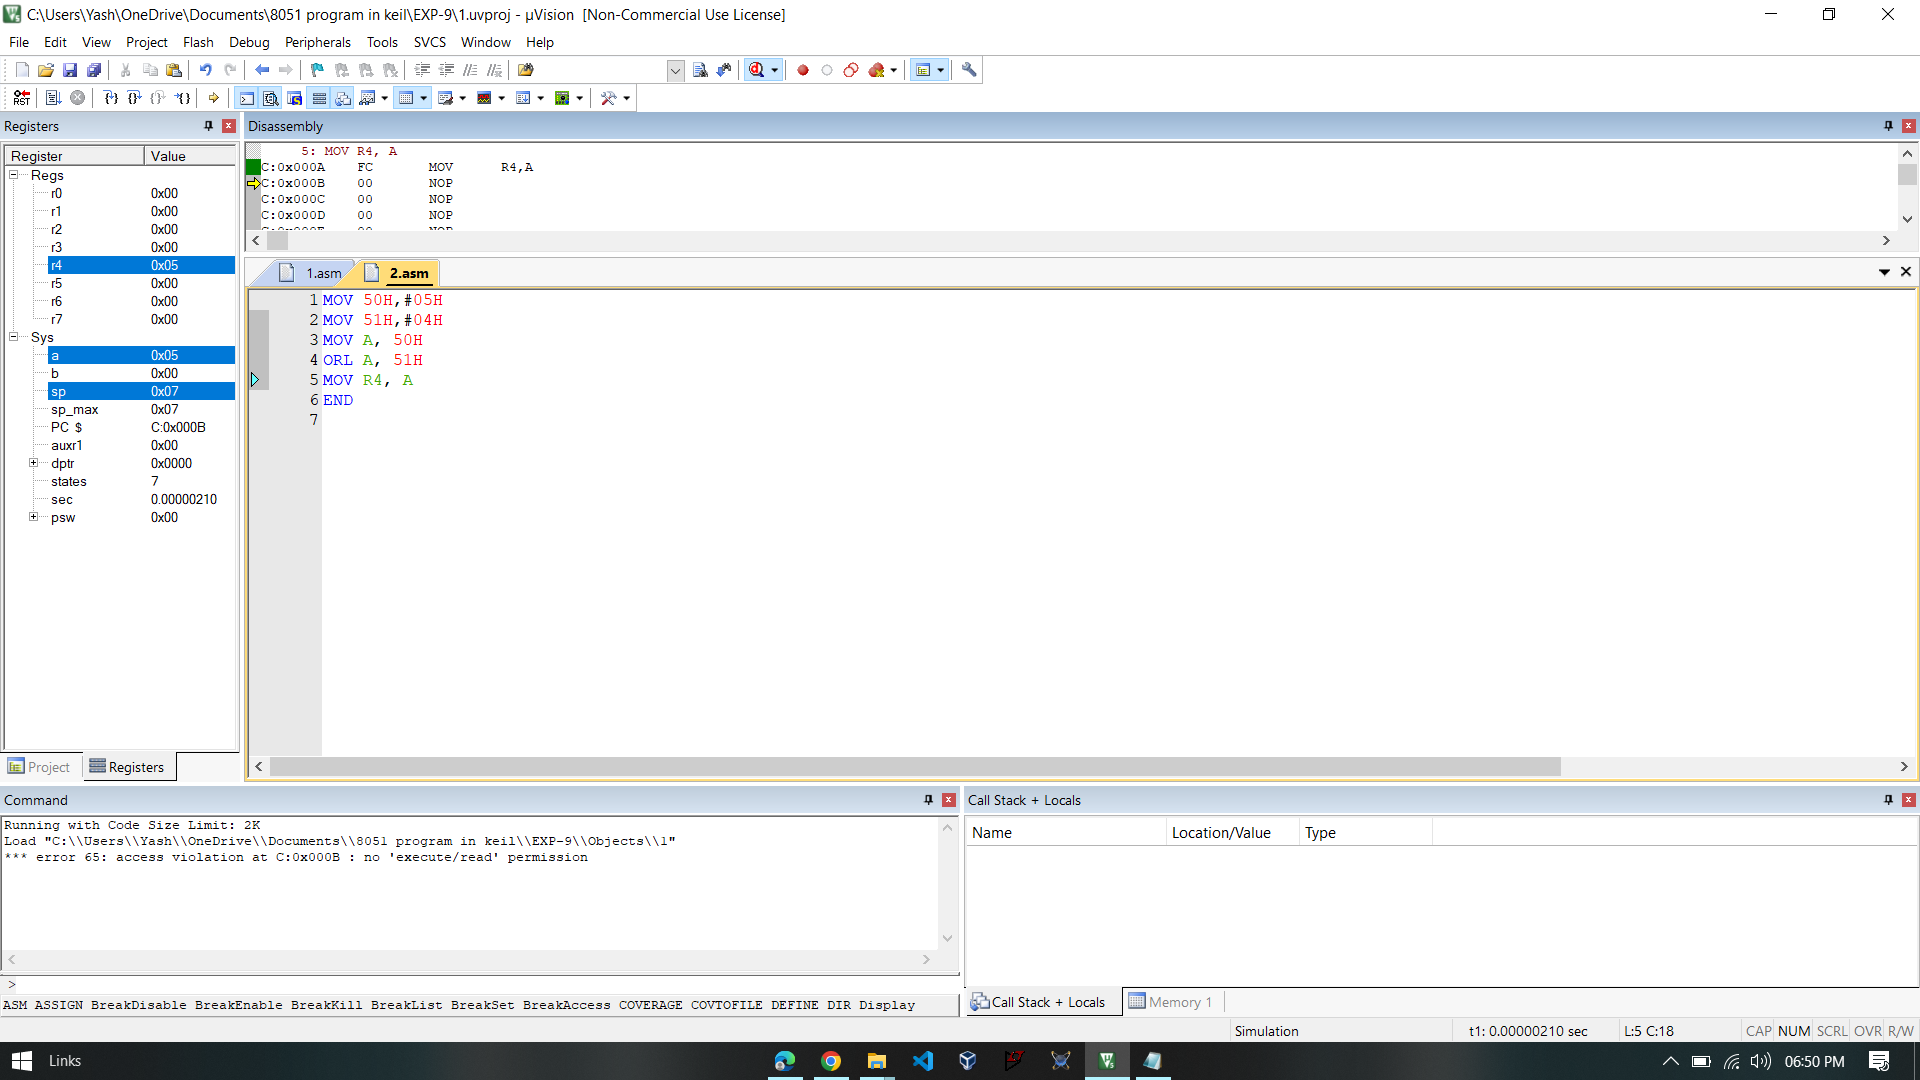 C:\Users\Yash\OneDrive\Documents\8051 program in keil\EXP-9\1.uvproj - µVision [Non-Commercial Use License]
File Edit View Project Flash Debug Peripherals Tools SVCS Window Help
RST
Registers
Register Value
Regs
r0 0x00
r1 0x00
r2 0x00
r3 0x00
r4 0x05
r5 0x00
r6 0x00
r7 0x00
Sys
a 0x05
b 0x00
sp 0x07
sp_max 0x07
PC $ C:0x000B
auxr1 0x00
dptr 0x0000
states 7
sec 0.00000210
psw 0x00
Project Registers
Disassembly
5: MOV R4, A
C:0x000A FC MOV R4,A
C:0x000B 00 NOP
C:0x000C 00 NOP
C:0x000D 00 NOP
C:0x000E 00 NOP
1.asm 2.asm
1 MOV 50H,#05H
2 MOV 51H,#04H
3 MOV A, 50H
4 ORL A, 51H
5 MOV R4, A
6 END
7
Command
Running with Code Size Limit: 2K
Load "C:\\Users\\Yash\\OneDrive\\Documents\\8051 program in keil\\EXP-9\\Objects\\1"
*** error 65: access violation at C:0x000B : no 'execute/read' permission
>
ASM ASSIGN BreakDisable BreakEnable BreakKill BreakList BreakSet BreakAccess COVERAGE COVTOFILE DEFINE DIR Display
Call Stack + Locals
Name Location/Value Type
Call Stack + Locals Memory 1
Simulation t1: 0.00000210 sec L:5 C:18 CAP NUM SCRL OVR R/W
Links 06:50 PM